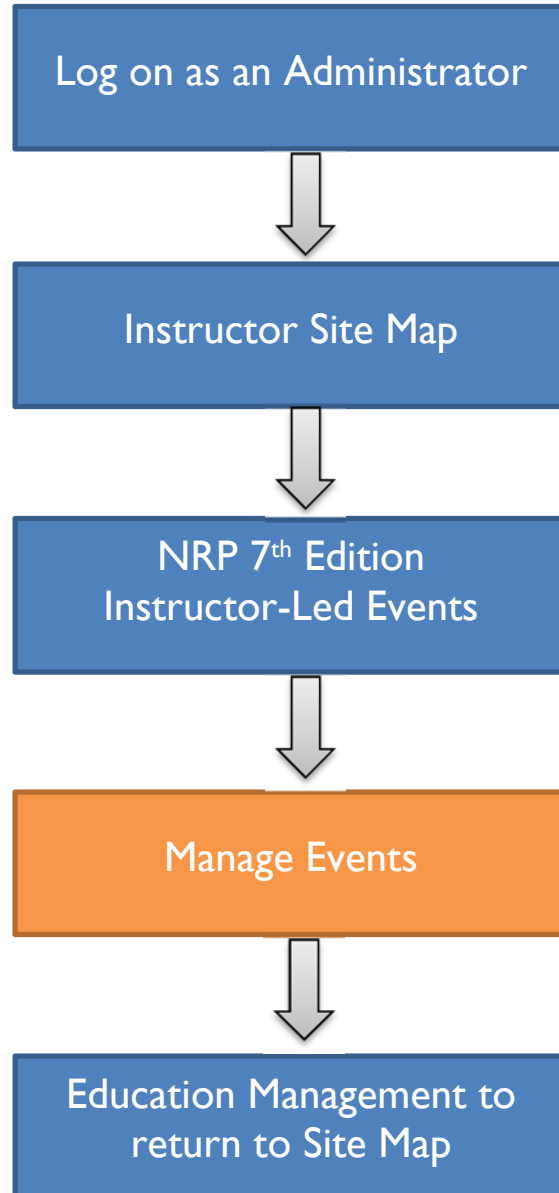 Log on as an Administrator
Instructor Site Map
NRP 7th Edition
Instructor-Led Events
Manage Events
Education Management to
return to Site Map